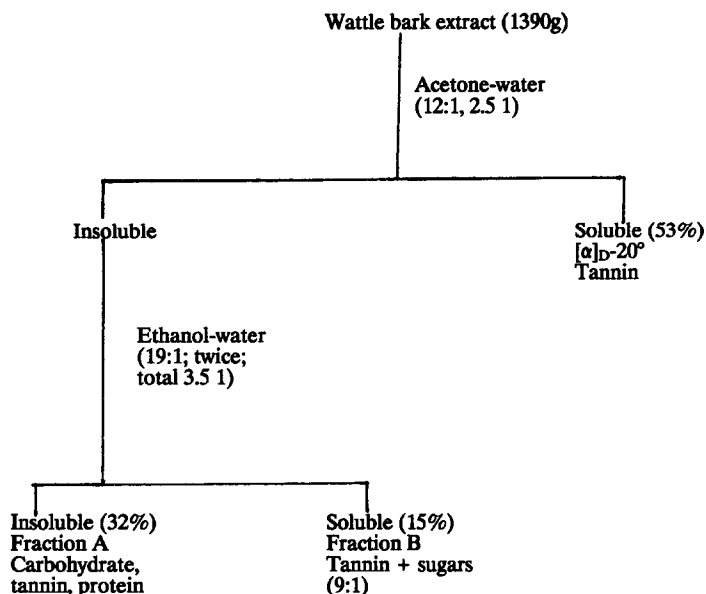 Wattle bark extract (1390g)
Acetone-water
(12:1, 2.5 1)
Insoluble
Soluble (53%)
[α]D-20°
Tannin
Ethanol-water
(19:1; twice;
total 3.5 1)
Insoluble (32%)
Fraction A
Carbohydrate,
tannin, protein
Soluble (15%)
Fraction B
Tannin + sugars
(9:1)